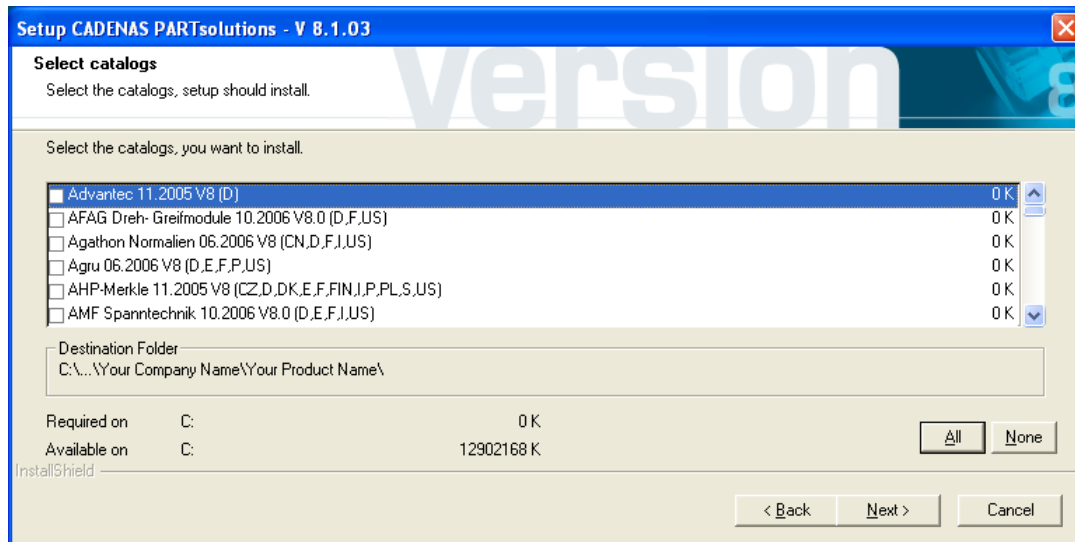 Setup CADENAS PARTsolutions - V 8.1.03
Select catalogs
Select the catalogs, setup should install.
version 8
Select the catalogs, you want to install.
Advantec 11.2005 V8 (D) 0 K
AFAG Dreh- Greifmodule 10.2006 V8.0 (D,F,US) 0 K
Agathon Normalien 06.2006 V8 (CN,D,F,I,US) 0 K
Agru 06.2006 V8 (D,E,F,P,US) 0 K
AHP-Merkle 11.2005 V8 (CZ,D,DK,E,F,FIN,I,P,PL,S,US) 0 K
AMF Spanntechnik 10.2006 V8.0 (D,E,F,I,US) 0 K
Destination Folder
C:\...\Your Company Name\Your Product Name\
Required on C: 0 K
Available on C: 12902168 K
All None
InstallShield
< Back Next > Cancel